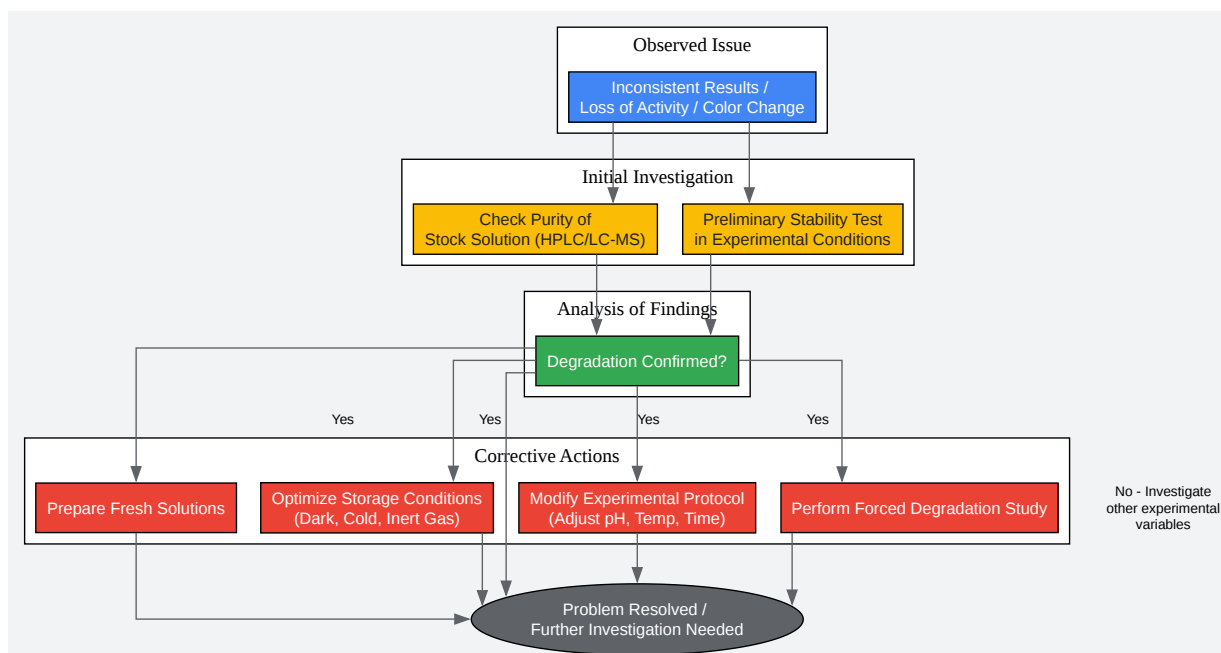 Observed Issue
Inconsistent Results /
Loss of Activity / Color Change
Initial Investigation
Check Purity of
Stock Solution (HPLC/LC-MS)
Preliminary Stability Test
in Experimental Conditions
Analysis of Findings
Degradation Confirmed?
Yes
Yes
Yes
Yes
Corrective Actions
Prepare Fresh Solutions
Optimize Storage Conditions
(Dark, Cold, Inert Gas)
Modify Experimental Protocol
(Adjust pH, Temp, Time)
Perform Forced Degradation Study
No - Investigate
other experimental
variables
Problem Resolved /
Further Investigation Needed